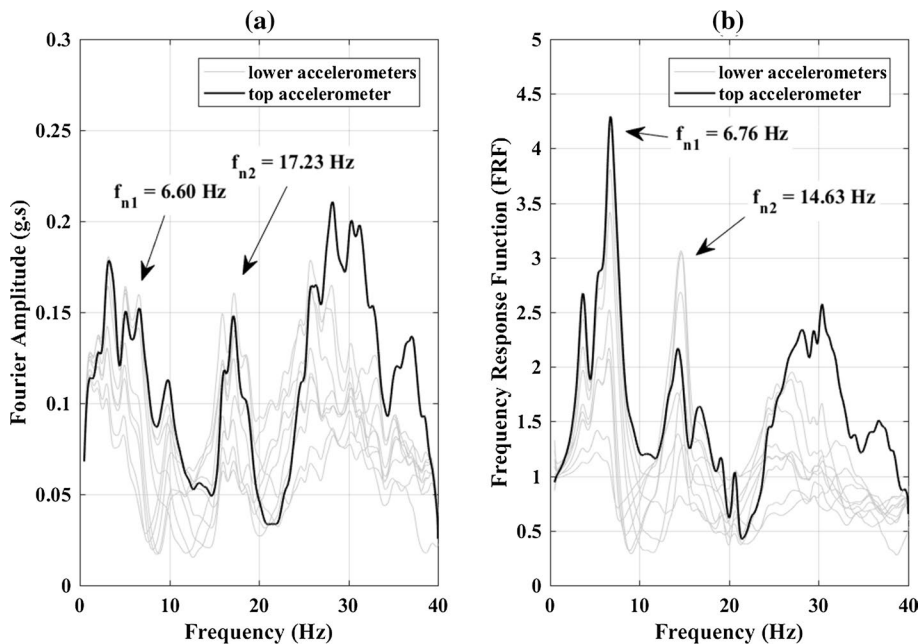 (a)
0.3
0.25
0.2
0.15
0.1
0.05
0
Fourier Amplitude (g.s)
lower accelerometers
top accelerometer
fn1 = 6.60 Hz
fn2 = 17.23 Hz
0 10 20 30 40
Frequency (Hz)
(b)
5
4.5
4
3.5
3
2.5
2
1.5
1
0.5
0
Frequency Response Function (FRF)
lower accelerometers
top accelerometer
fn1 = 6.76 Hz
fn2 = 14.63 Hz
0 10 20 30 40
Frequency (Hz)